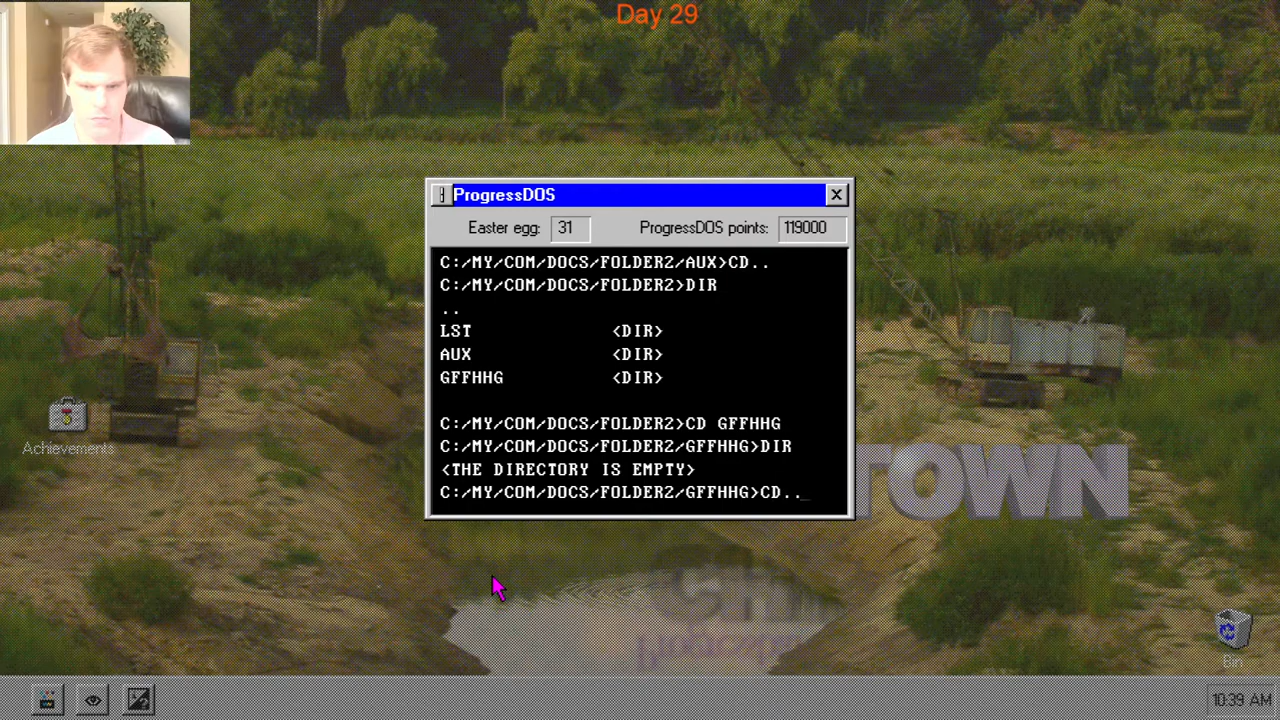 Day 29
ProgressDOS
Easter egg: 31 ProgressDOS points: 119000
C:/MY/COM/DOCS/FOLDER2/AUX>CD..
C:/MY/COM/DOCS/FOLDER2>DIR
..
LST <DIR>
AUX <DIR>
GFFHHG <DIR>
C:/MY/COM/DOCS/FOLDER2>CD GFFHHG
C:/MY/COM/DOCS/FOLDER2/GFFHHG>DIR
<THE DIRECTORY IS EMPTY>
C:/MY/COM/DOCS/FOLDER2/GFFHHG>CD.._
Achievements
TOWN
Bin
10:39 AM